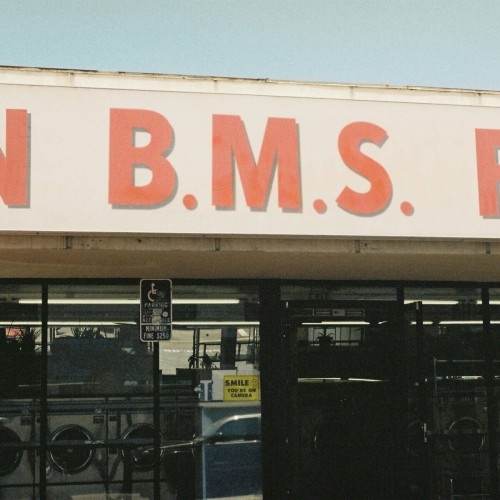 N B.M.S.
PARKING
MINIMUM
FINE $250
SMILE
YOU'RE ON
CAMERA